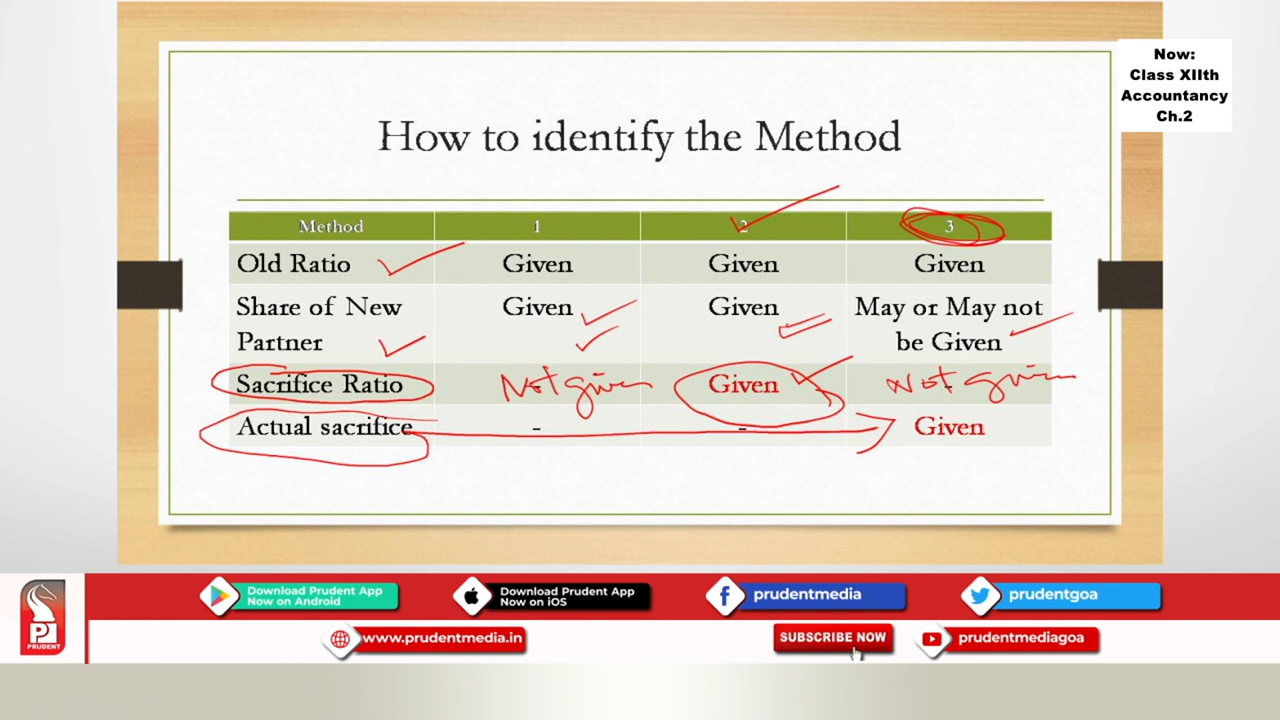 Now:
Class XIIth
Accountancy
Ch.2
How to identify the Method
Method 1 2 3
Old Ratio Given Given Given
Share of New Partner Given Given May or May not be Given
Sacrifice Ratio - Not given Given - Not given
Actual sacrifice - - Given
Download Prudent App
Now on Android
Download Prudent App
Now on iOS
prudentmedia
prudentgoa
PRUDENT
www.prudentmedia.in
SUBSCRIBE NOW
prudentmediagoa